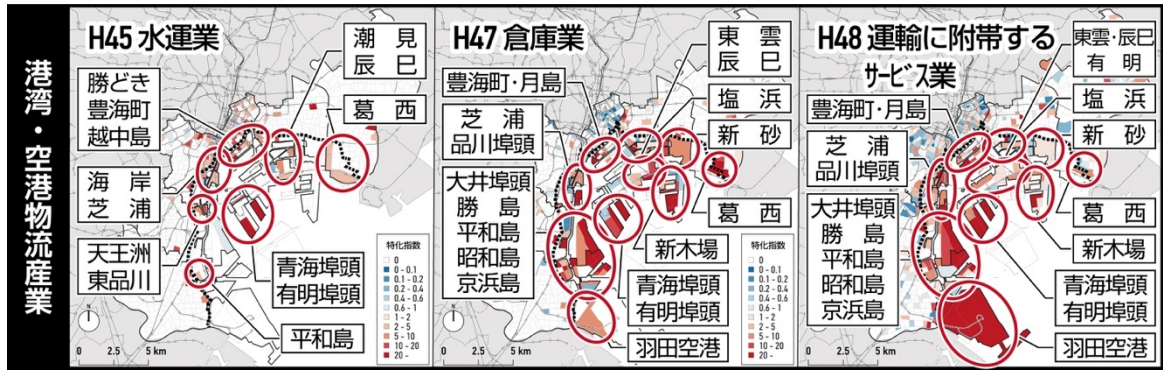 港湾・空港物流産業
H45 水運業
潮見
辰巳
勝どき
豊海町
越中島
葛西
海岸
芝浦
天王洲
東品川
青海埠頭
有明埠頭
平和島
特化指数
0
0 - 0.1
0.1 - 0.2
0.2 - 0.4
0.4 - 0.6
0.6 - 1
1 - 2
2 - 5
5 - 10
10 - 20
20 -
N
0 2.5 5 km
H47 倉庫業
東雲
辰巳
豊海町・月島
塩浜
芝浦
品川埠頭
新砂
大井埠頭
勝島
平和島
昭和島
京浜島
葛西
新木場
青海埠頭
有明埠頭
羽田空港
特化指数
0
0 - 0.1
0.1 - 0.2
0.2 - 0.4
0.4 - 0.6
0.6 - 1
1 - 2
2 - 5
5 - 10
10 - 20
20 -
N
0 2.5 5 km
H48 運輸に附帯する
サービス業
東雲・辰巳
有明
豊海町・月島
塩浜
芝浦
品川埠頭
新砂
大井埠頭
勝島
平和島
昭和島
京浜島
葛西
新木場
青海埠頭
有明埠頭
羽田空港
特化指数
0
0 - 0.1
0.1 - 0.2
0.2 - 0.4
0.4 - 0.6
0.6 - 1
1 - 2
2 - 5
5 - 10
10 - 20
20 -
N
0 2.5 5 km